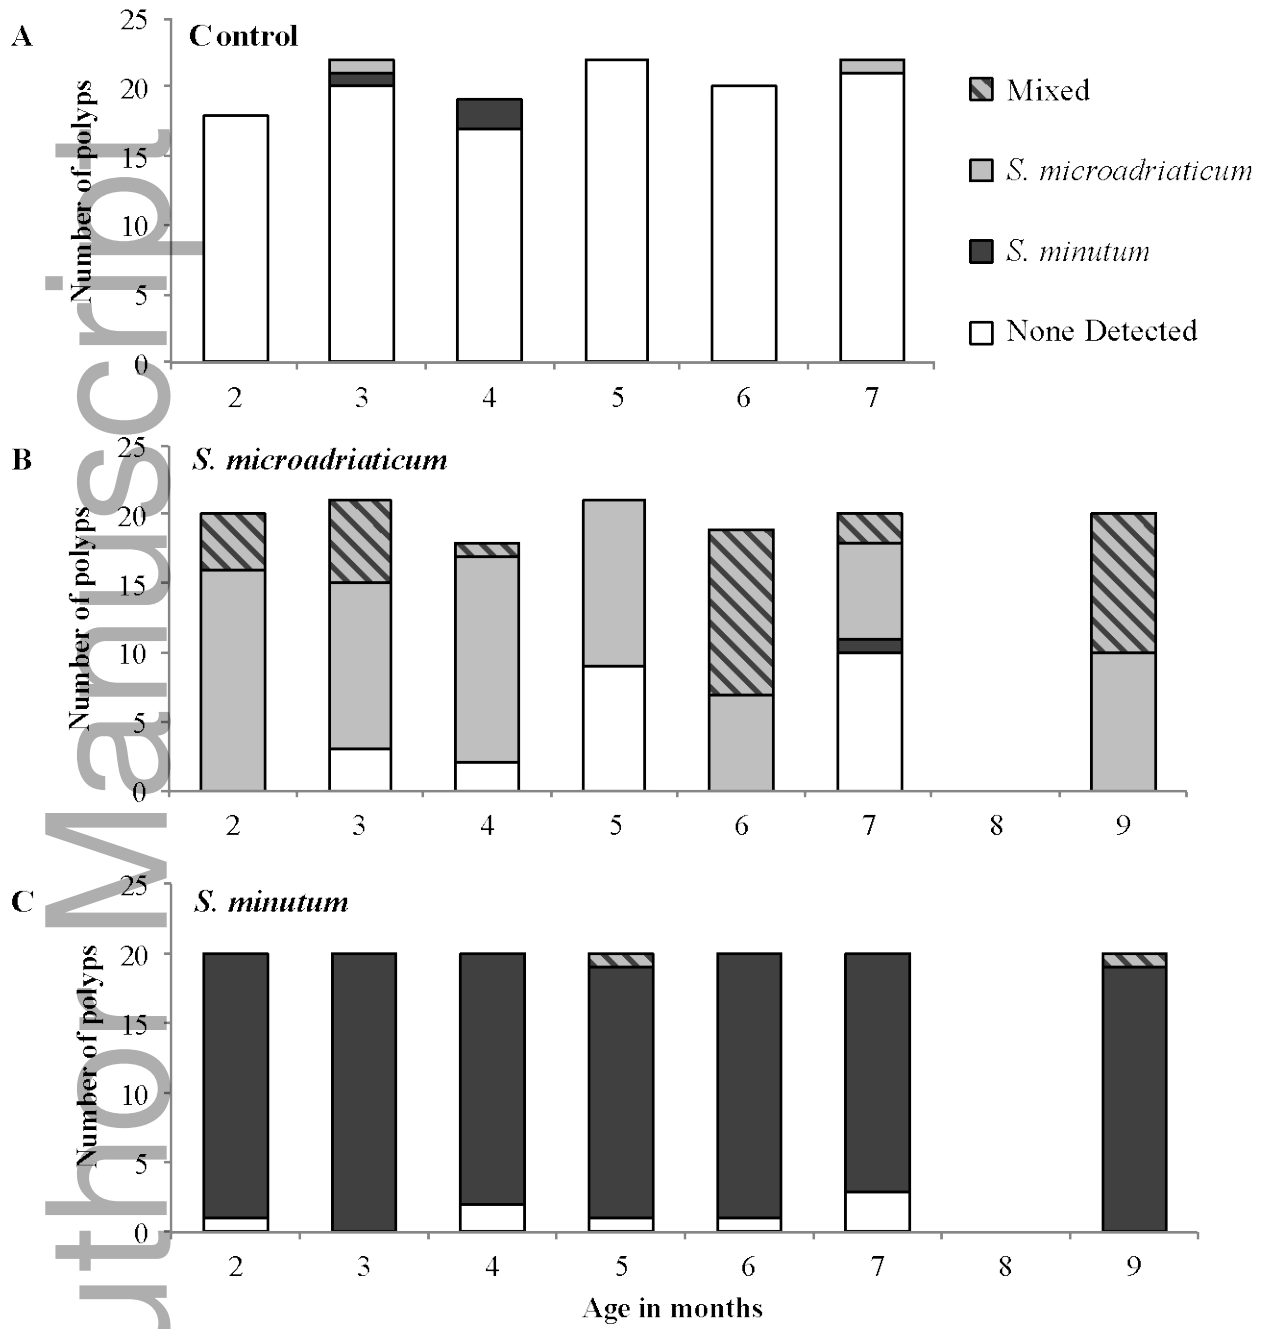 A
Control
25
20
15
10
5
0
Number of polyps
2 3 4 5 6 7
Mixed
S. microadriaticum
S. minutum
None Detected
B
S. microadriaticum
25
20
15
10
5
0
Number of polyps
2 3 4 5 6 7 8 9
C
S. minutum
25
20
15
10
5
0
Number of polyps
2 3 4 5 6 7 8 9
Age in months
uthor Manuscript